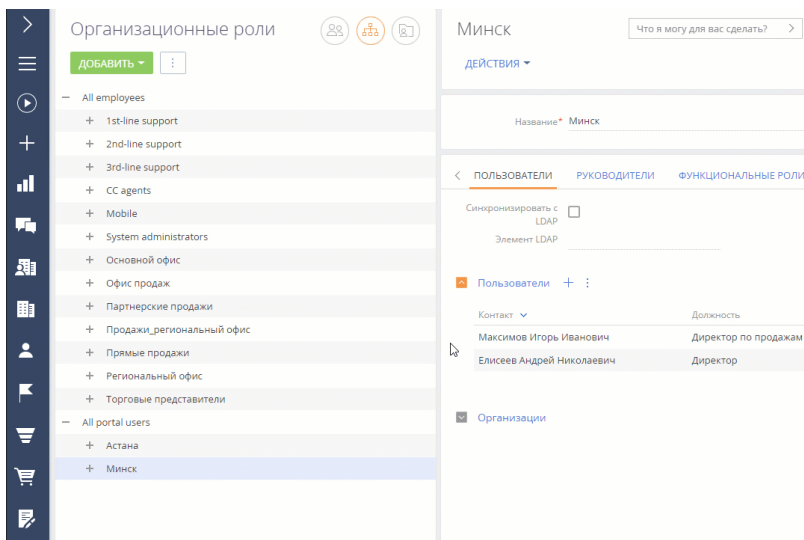 Организационные роли
ДОБАВИТЬ
All employees
1st-line support
2nd-line support
3rd-line support
CC agents
Mobile
System administrators
Основной офис
Офис продаж
Партнерские продажи
Продажи_региональный офис
Прямые продажи
Региональный офис
Торговые представители
All portal users
Астана
Минск
Минск
Что я могу для вас сделать?
ДЕЙСТВИЯ
Название* Минск
ПОЛЬЗОВАТЕЛИ РУКОВОДИТЕЛИ ФУНКЦИОНАЛЬНЫЕ РОЛИ
Синхронизировать с
LDAP
Элемент LDAP
Пользователи
Контакт Должность
Максимов Игорь Иванович Директор по продажам
Елисеев Андрей Николаевич Директор
Организации